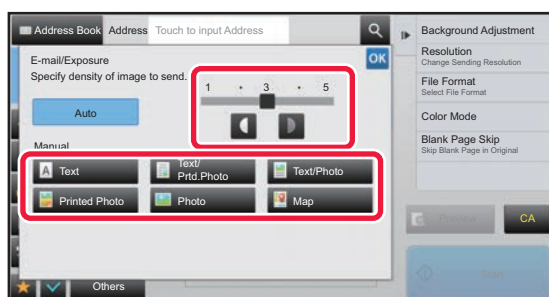 Address Book Address Touch to input Address
E-mail/Exposure
OK
Specify density of image to send.
1 • 3 • 5
Auto
Manual
Text
Text/
Prtd.Photo
Text/Photo
Printed Photo
Photo
Map
Others
Background Adjustment
Resolution
Change Sending Resolution
File Format
Select File Format
Color Mode
Blank Page Skip
Skip Blank Page in Original
Preview
CA
Start